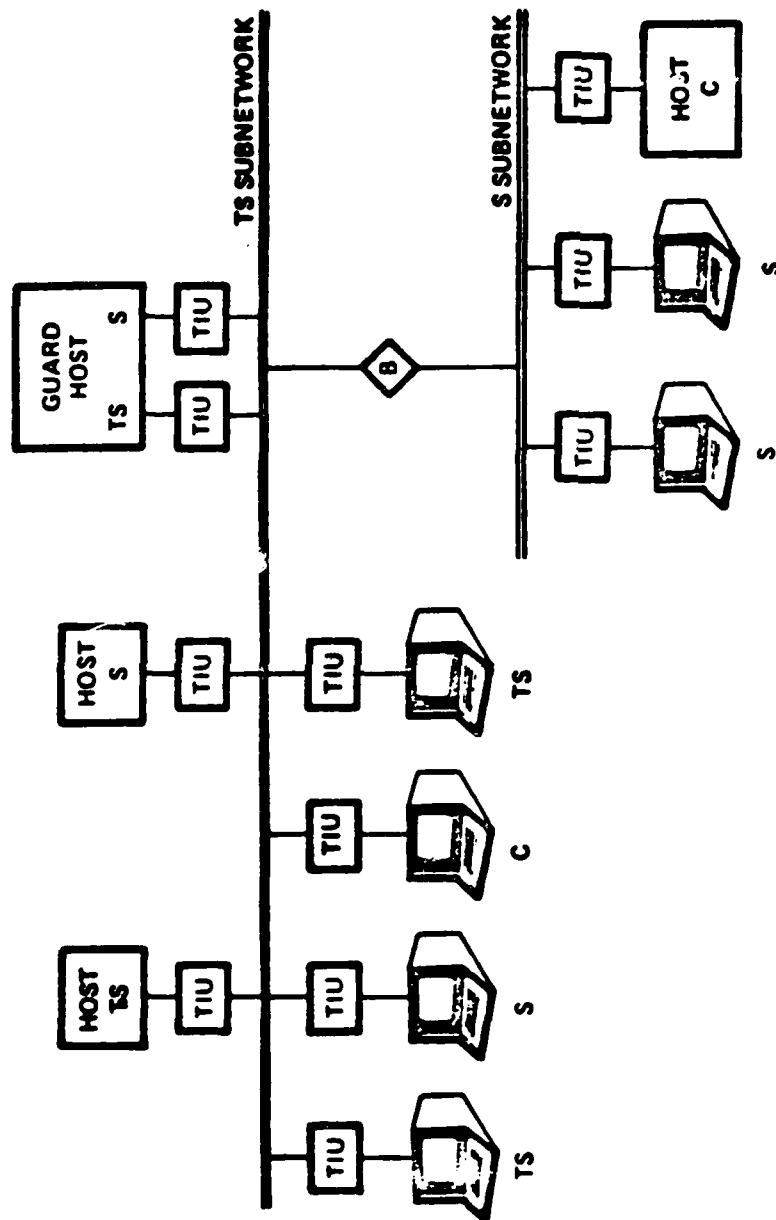 GUARD
HOST
TS S
HOST
TS
HOST
S
TIU TIU TIU TIU
TS SUBNETWORK
TIU TIU TIU TIU
B
S SUBNETWORK
TS S C TS
TIU TIU TIU
HOST
C
S S